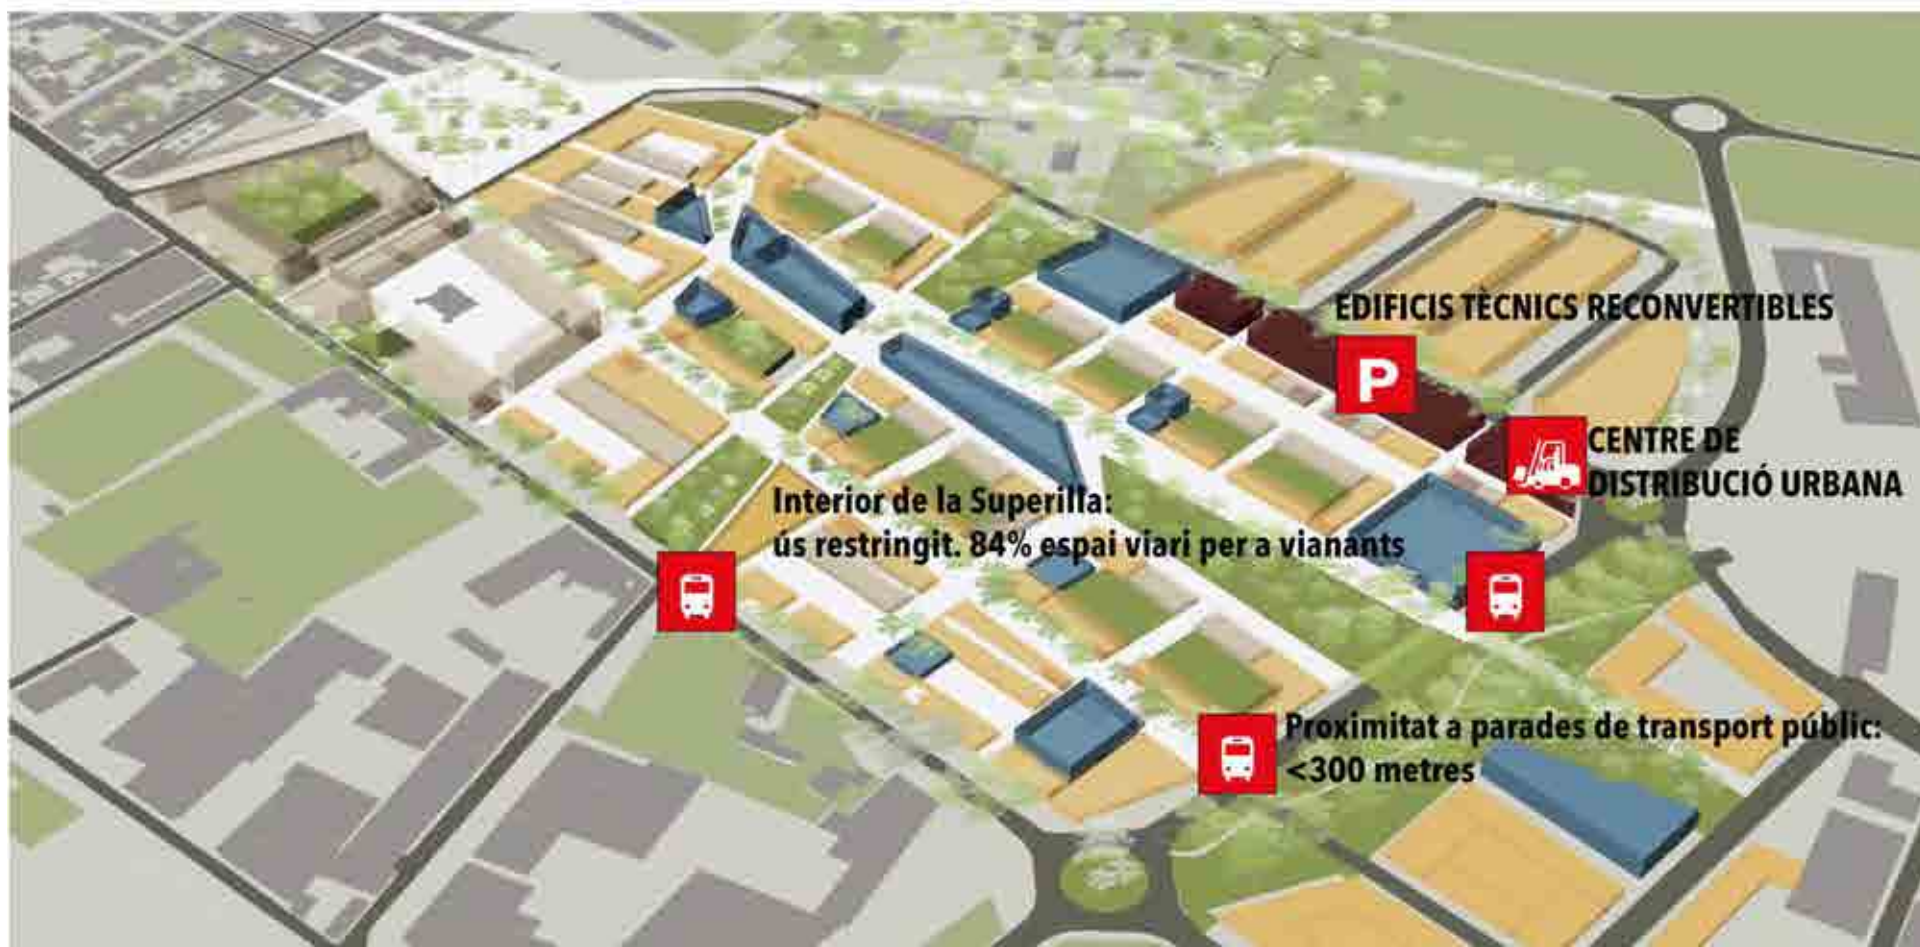 EDIFICIS TÈCNICS RECONVERTIBLES
P
CENTRE DE
DISTRIBUCIÓ URBANA
Interior de la Superilla:
ús restringit. 84% espai viari per a vianants
Proximitat a parades de transport públic:
<300 metres